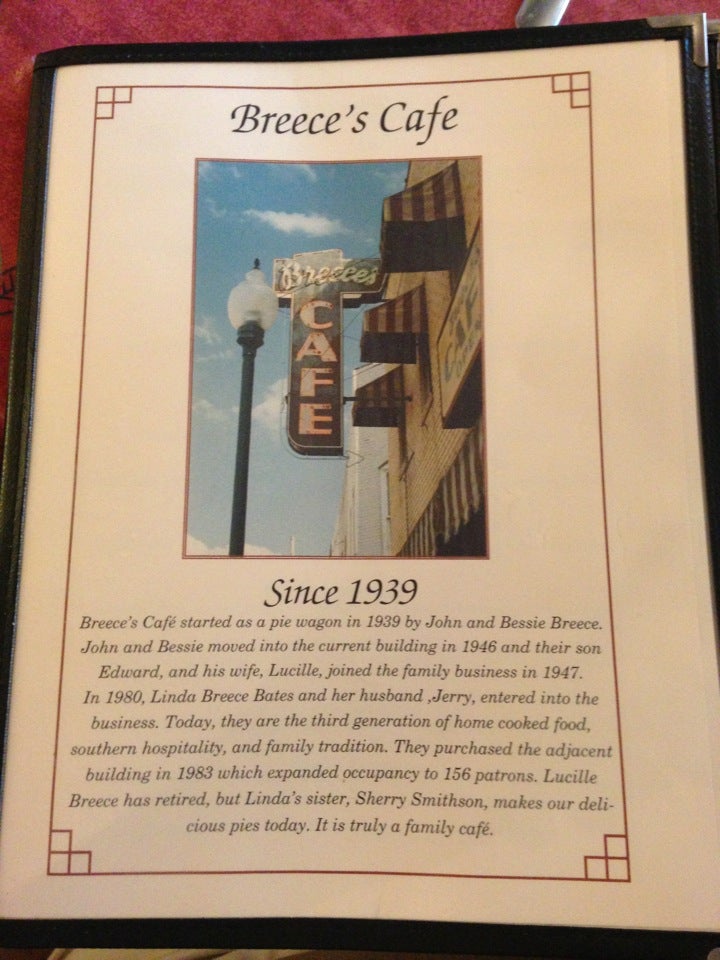 Breece's Cafe
Breece's
CAFE
CAFE
Since 1939
Breece's Café started as a pie wagon in 1939 by John and Bessie Breece.
John and Bessie moved into the current building in 1946 and their son
Edward, and his wife, Lucille, joined the family business in 1947.
In 1980, Linda Breece Bates and her husband ,Jerry, entered into the
business. Today, they are the third generation of home cooked food,
southern hospitality, and family tradition. They purchased the adjacent
building in 1983 which expanded occupancy to 156 patrons. Lucille
Breece has retired, but Linda's sister, Sherry Smithson, makes our deli-
cious pies today. It is truly a family café.